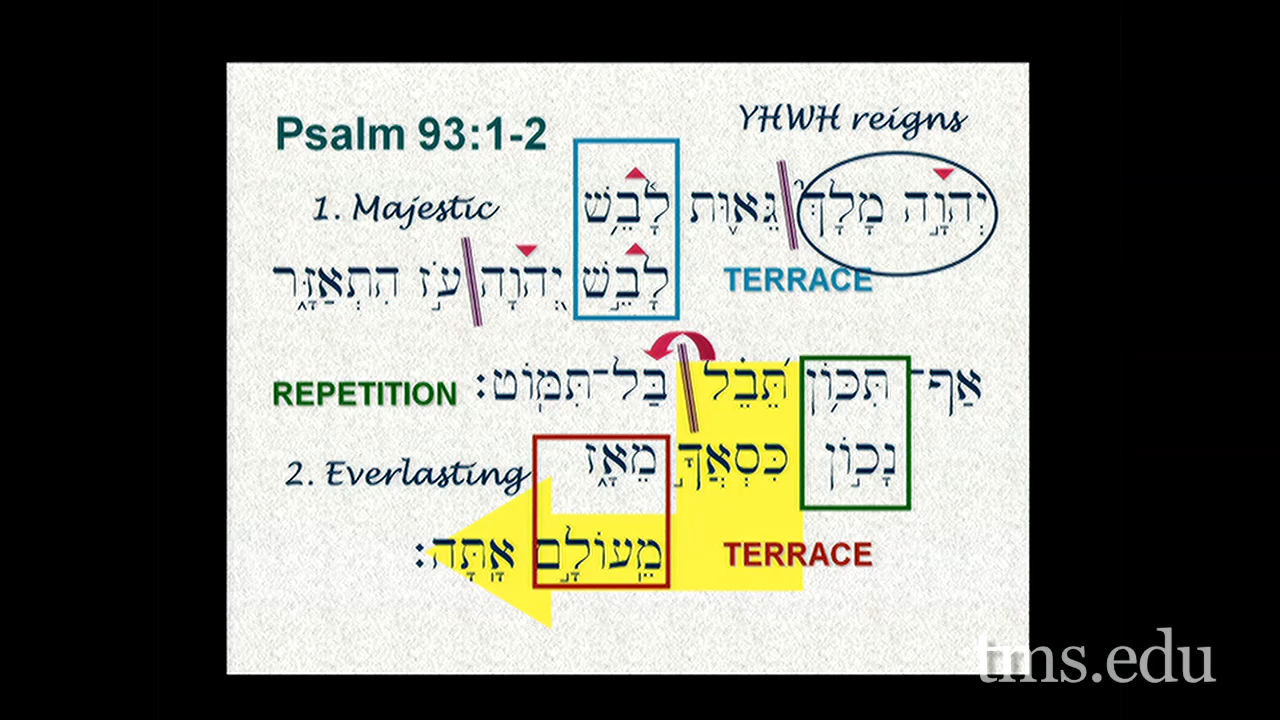 Psalm 93:1-2
YHWH reigns
יְהוָ֣ה מָלָךְ֮ גֵּא֪וּת לָ֫בֵ֥שׁ
1. Majestic
לָבֵ֣שׁ יְ֭הוָה עֹ֣ז הִתְאַזָּ֑ר
TERRACE
אַף־תִּכּ֥וֹן תֵּ֝בֵ֗ל בַּל־תִּמּֽוֹט׃
REPETITION
נָכ֣וֹן כִּסְאֲךָ֣ מֵאָ֑ז
2. Everlasting
מֵֽעוֹלָ֣ם אָֽתָּה׃
TERRACE
tms.edu